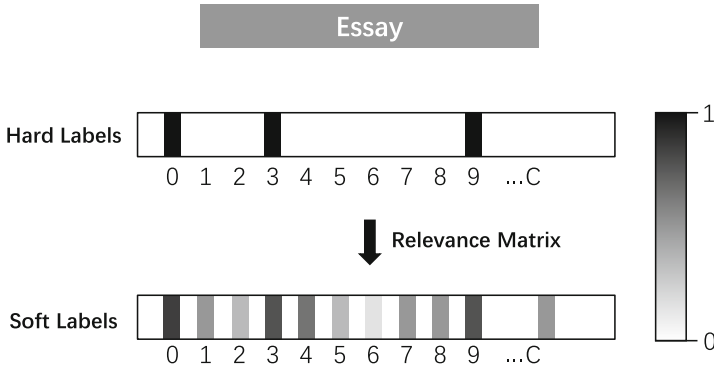 Essay
Hard Labels
1
0 1 2 3 4 5 6 7 8 9 ...C
Relevance Matrix
Soft Labels
0
0 1 2 3 4 5 6 7 8 9 ...C